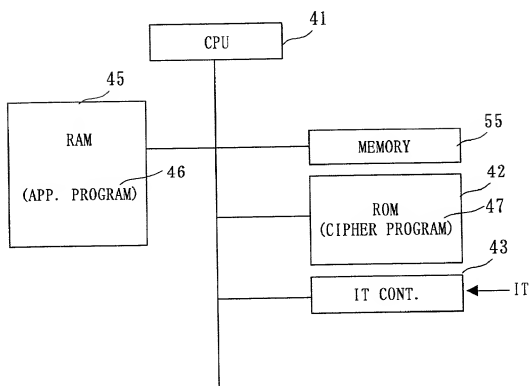 41
CPU
45
RAM
46
(APP. PROGRAM)
55
MEMORY
42
ROM
47
(CIPHER PROGRAM)
43
IT CONT.
IT